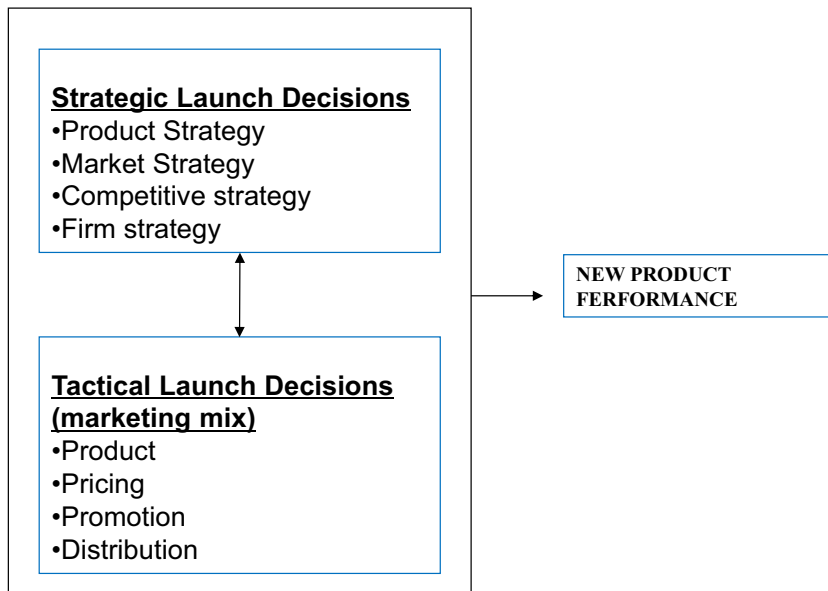 Strategic Launch Decisions
•Product Strategy
•Market Strategy
•Competitive strategy
•Firm strategy
Tactical Launch Decisions
(marketing mix)
•Product
•Pricing
•Promotion
•Distribution
NEW PRODUCT
FERFORMANCE